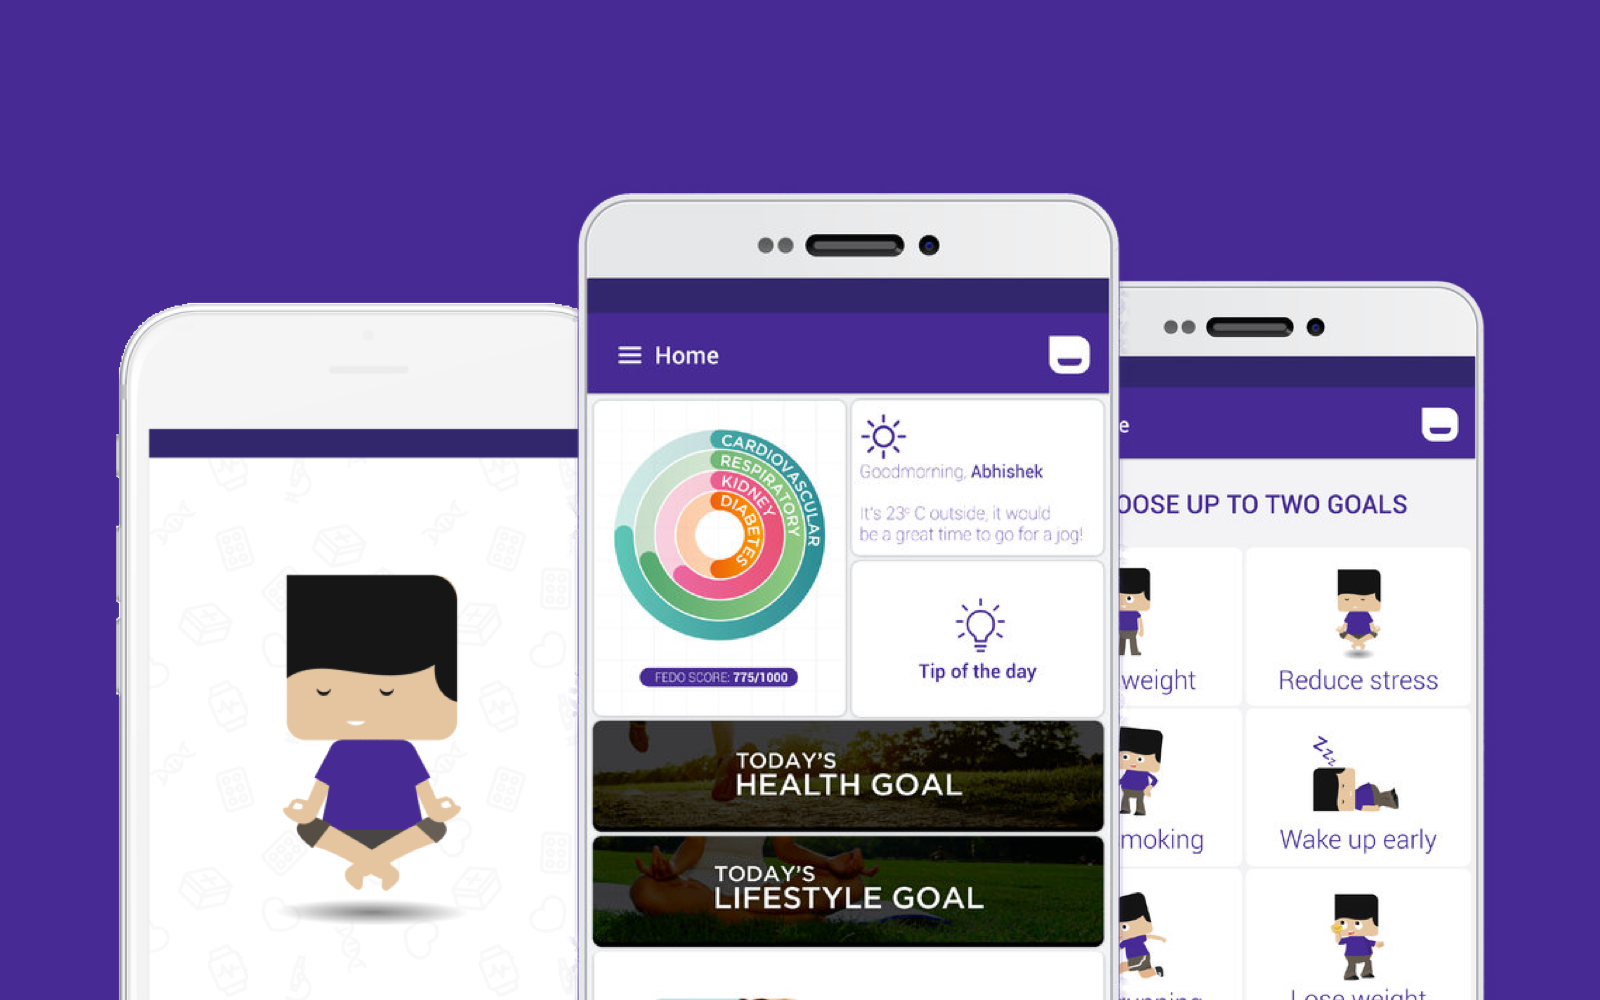 Home
CARDIOVASCULAR
RESPIRATORY
KIDNEY
DIABETES
FEDO SCORE: 775/1000
Goodmorning, Abhishek
It's 23° C outside, it would
be a great time to go for a jog!
Tip of the day
TODAY'S
HEALTH GOAL
TODAY'S
LIFESTYLE GOAL
e
OOSE UP TO TWO GOALS
weight
Reduce stress
moking
Wake up early
zzz
Lose weight